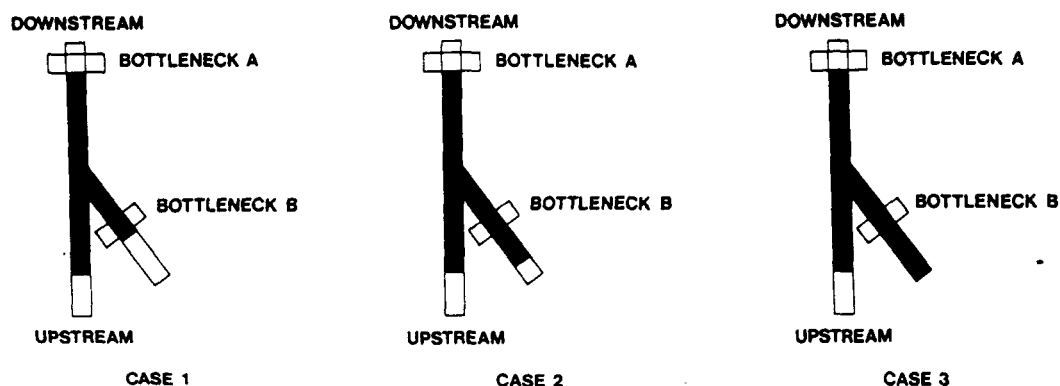 DOWNSTREAM
BOTTLENECK A
BOTTLENECK B
UPSTREAM
CASE 1
DOWNSTREAM
BOTTLENECK A
BOTTLENECK B
UPSTREAM
CASE 2
DOWNSTREAM
BOTTLENECK A
BOTTLENECK B
UPSTREAM
CASE 3